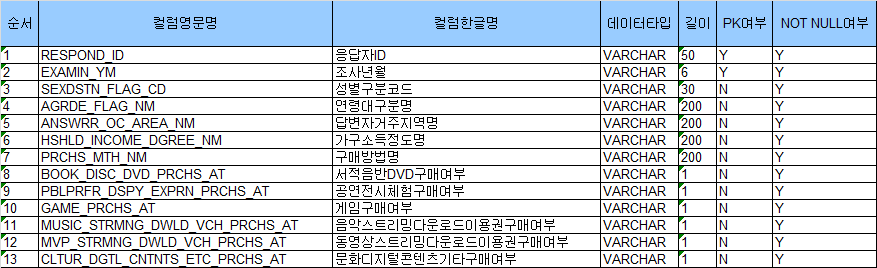 순서 컬럼영문명 컬럼한글명 데이터타입 길이 PK여부 NOT NULL여부
1 RESPOND_ID 응답자ID VARCHAR 50 Y Y
2 EXAMIN_YM 조사년월 VARCHAR 6 Y Y
3 SEXDSTN_FLAG_CD 성별구분코드 VARCHAR 30 N Y
4 AGRDE_FLAG_NM 연령대구분명 VARCHAR 200 N Y
5 ANSWRR_OC_AREA_NM 답변자거주지역명 VARCHAR 200 N Y
6 HSHLD_INCOME_DGREE_NM 가구소득정도명 VARCHAR 200 N Y
7 PRCHS_MTH_NM 구매방법명 VARCHAR 200 N Y
8 BOOK_DISC_DVD_PRCHS_AT 서적음반DVD구매여부 VARCHAR 1 N Y
9 PBLPRFR_DSPY_EXPRN_PRCHS_AT 공연전시체험구매여부 VARCHAR 1 N Y
10 GAME_PRCHS_AT 게임구매여부 VARCHAR 1 N Y
11 MUSIC_STRMNG_DWLD_VCH_PRCHS_AT 음악스트리밍다운로드이용권구매여부 VARCHAR 1 N Y
12 MVP_STRMNG_DWLD_VCH_PRCHS_AT 동영상스트리밍다운로드이용권구매여부 VARCHAR 1 N Y
13 CLTUR_DGTL_CNTNTS_ETC_PRCHS_AT 문화디지털콘텐츠기타구매여부 VARCHAR 1 N Y